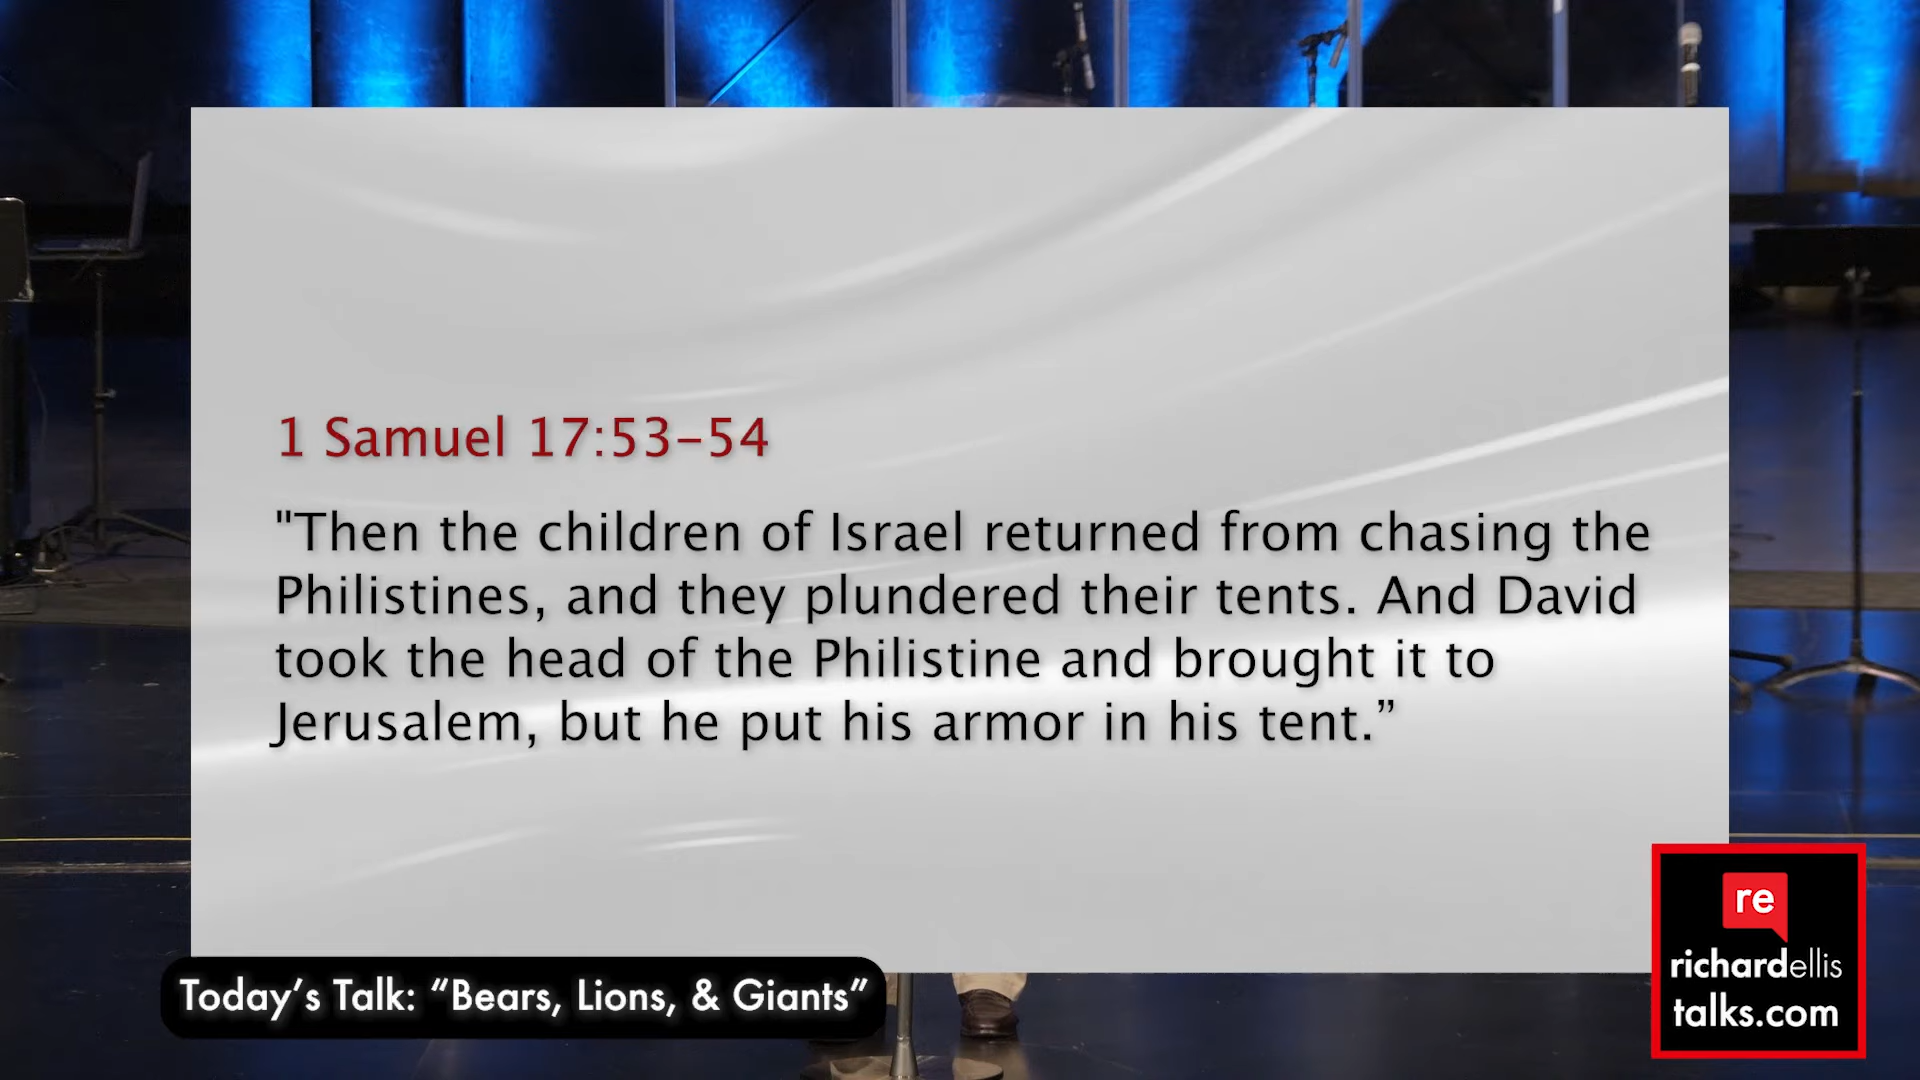 1 Samuel 17:53-54
"Then the children of Israel returned from chasing the
Philistines, and they plundered their tents. And David
took the head of the Philistine and brought it to
Jerusalem, but he put his armor in his tent.”
Today’s Talk: “Bears, Lions, & Giants”
re
richardellis
talks.com